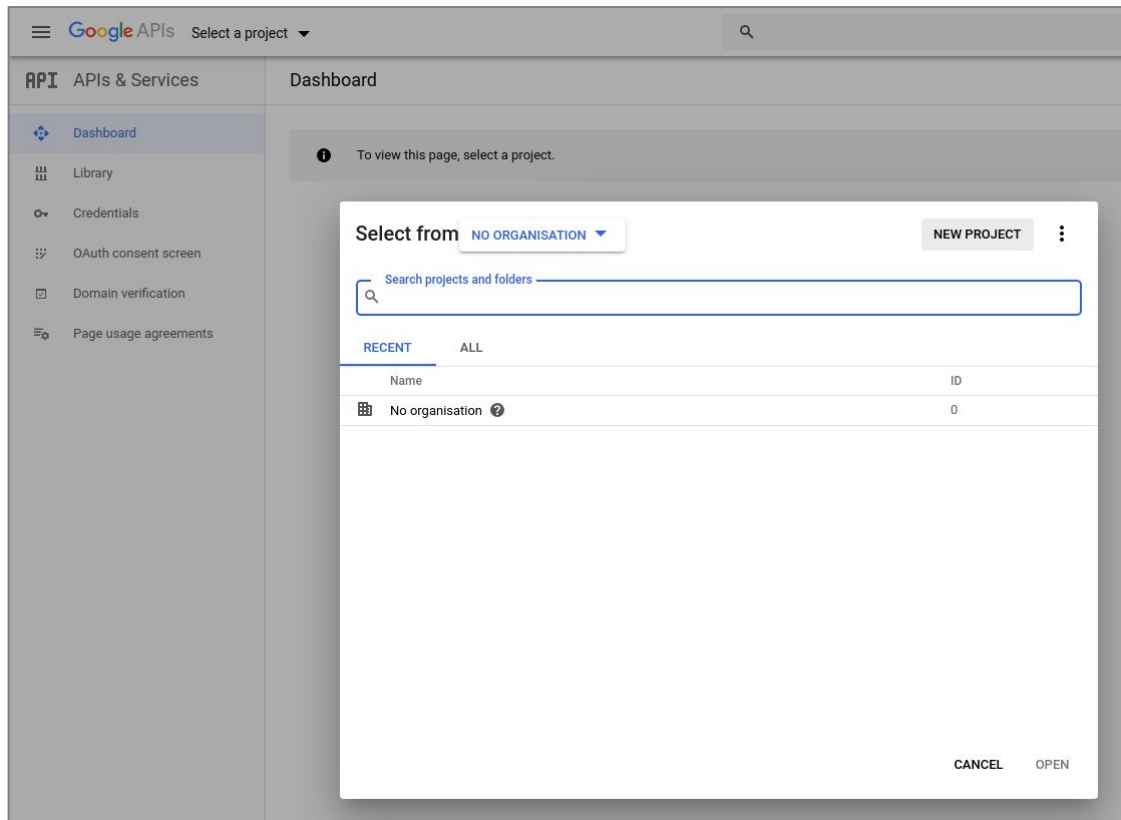 Google APIs Select a project
API APIs & Services
Dashboard
Dashboard
Library
Credentials
OAuth consent screen
Domain verification
Page usage agreements
To view this page, select a project.
Select from NO ORGANISATION
NEW PROJECT
Search projects and folders
RECENT ALL
Name ID
No organisation 0
CANCEL OPEN